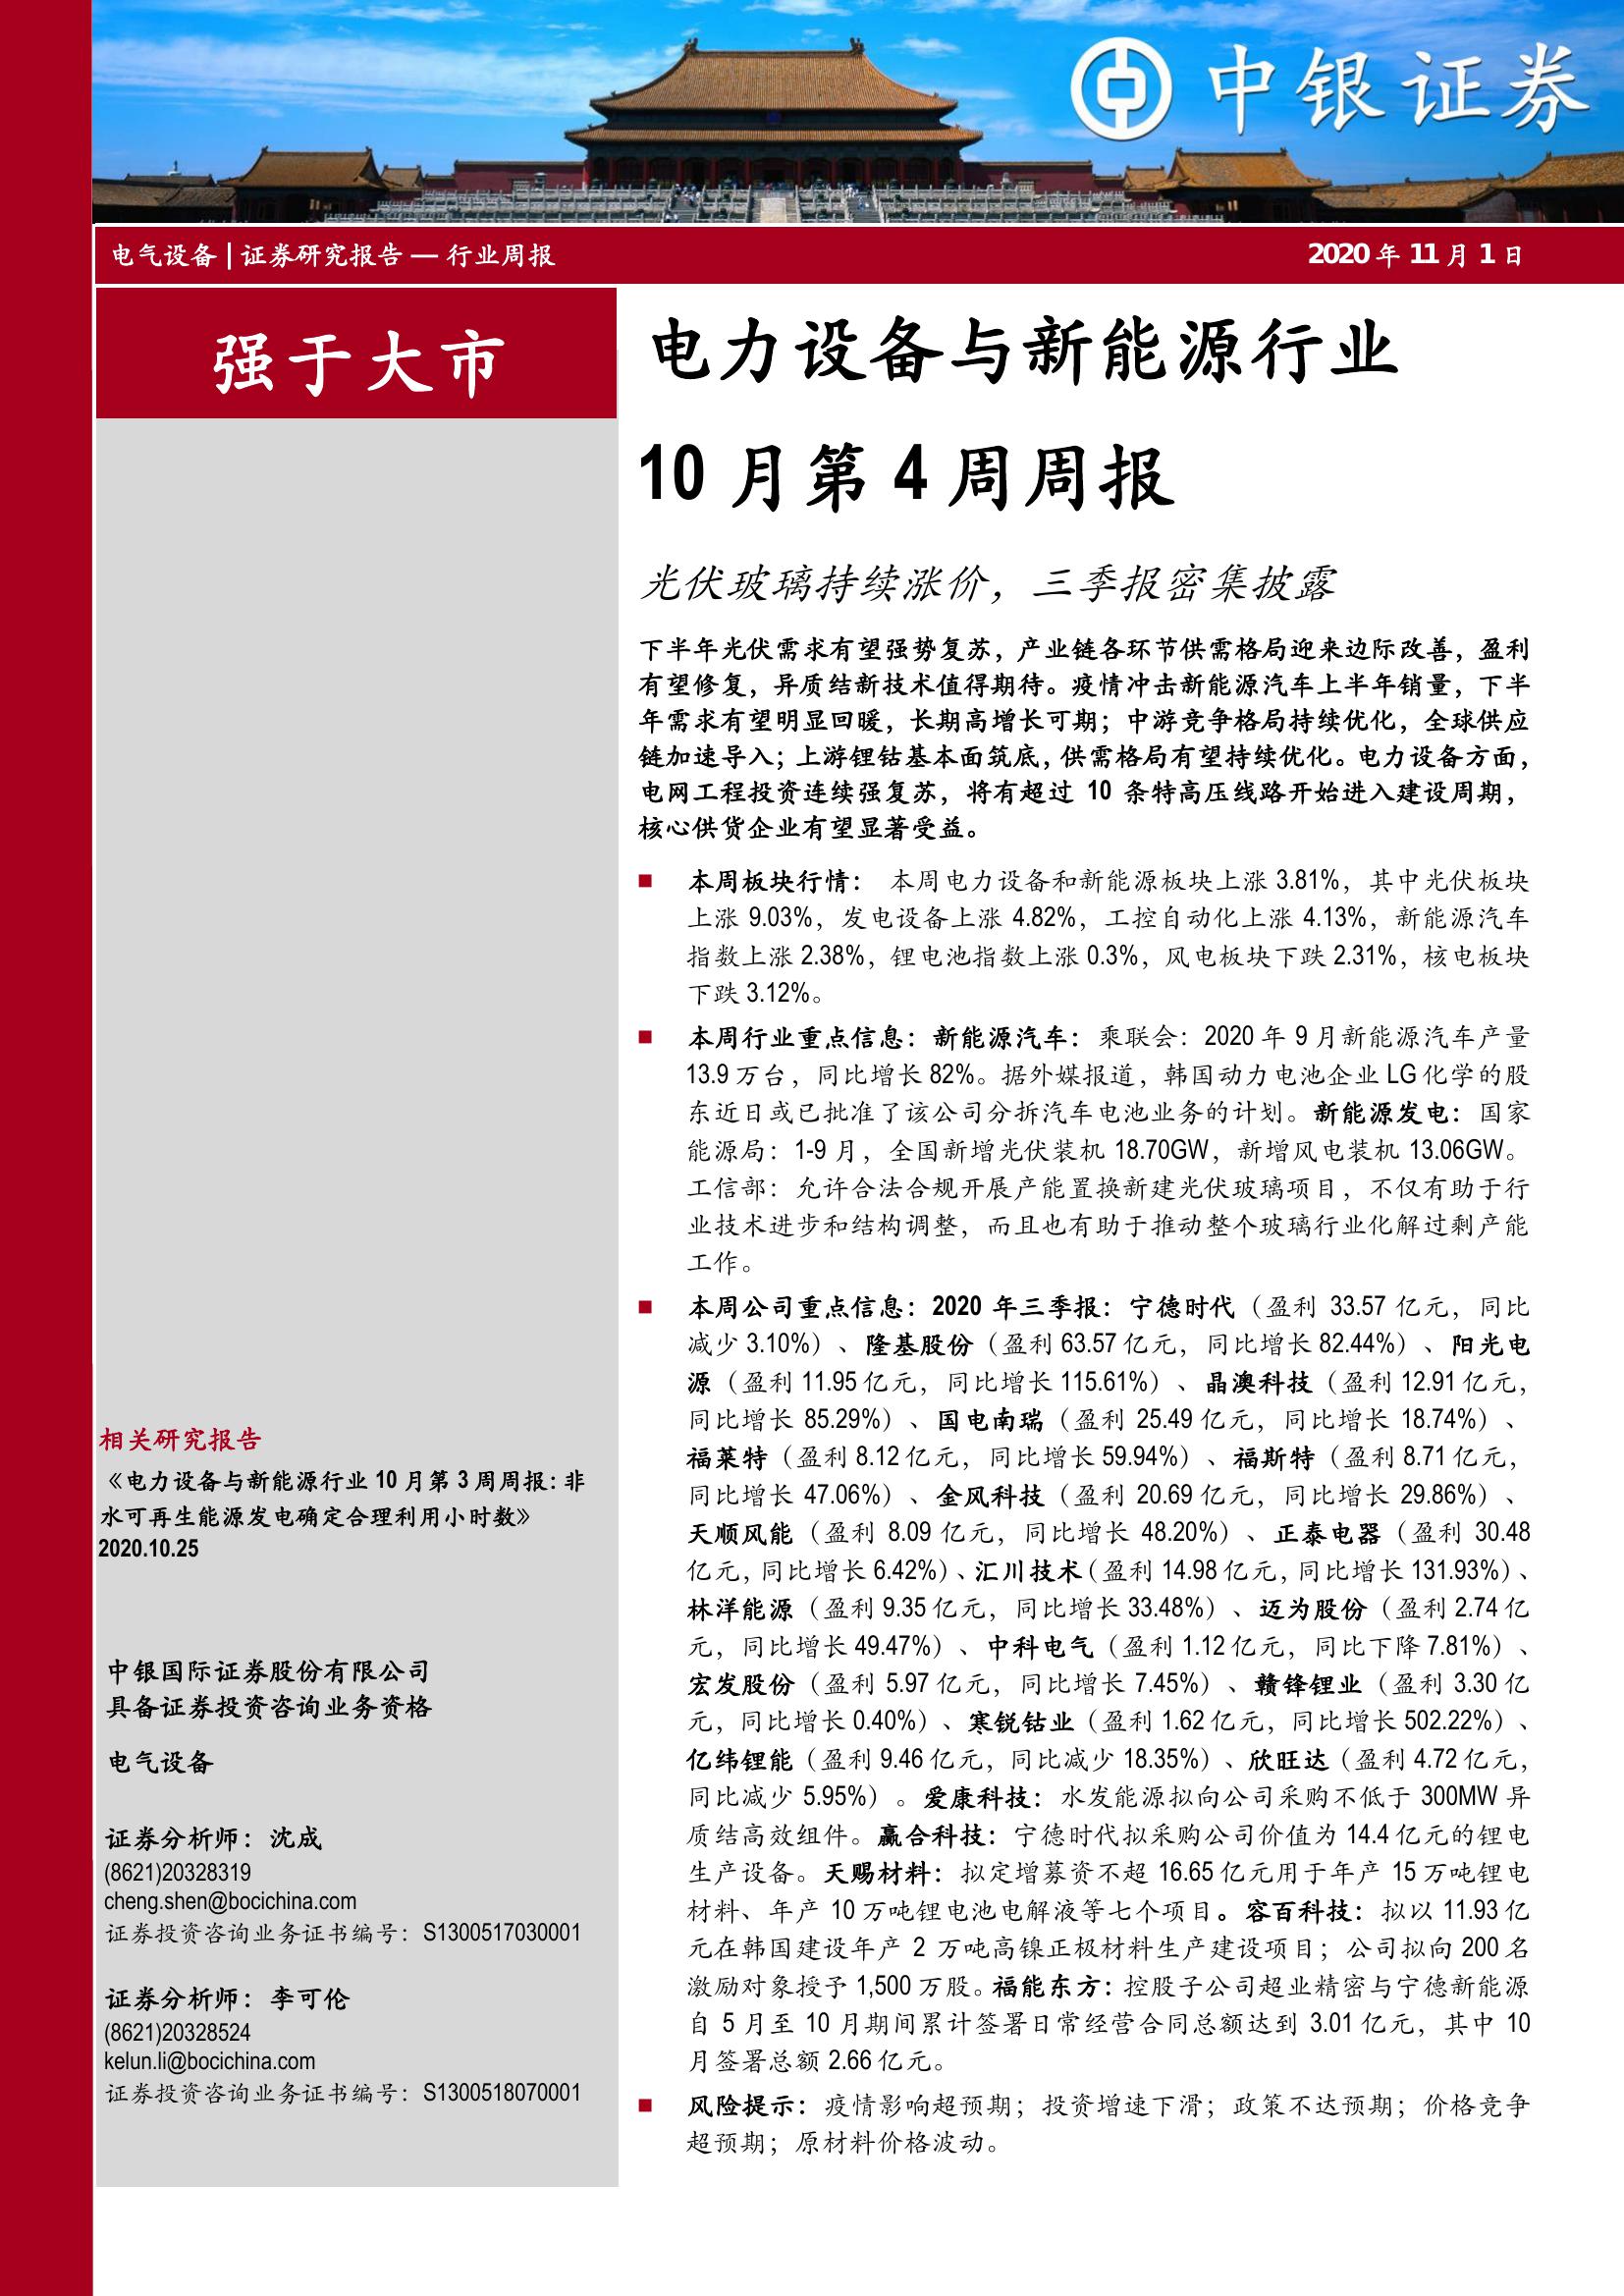 中银证券
电气设备 | 证券研究报告 — 行业周报
2020 年 11 月 1 日
强于大市
电力设备与新能源行业
10 月第 4 周周报
光伏玻璃持续涨价，三季报密集披露
下半年光伏需求有望强势复苏，产业链各环节供需格局迎来边际改善，盈利
有望修复，异质结新技术值得期待。疫情冲击新能源汽车上半年销量，下半
年需求有望明显回暖，长期高增长可期；中游竞争格局持续优化，全球供应
链加速导入；上游锂钴基本面筑底，供需格局有望持续优化。电力设备方面，
电网工程投资连续强复苏，将有超过 10 条特高压线路开始进入建设周期，
核心供货企业有望显著受益。
■ 本周板块行情： 本周电力设备和新能源板块上涨 3.81%，其中光伏板块
上涨 9.03%，发电设备上涨 4.82%，工控自动化上涨 4.13%，新能源汽车
指数上涨 2.38%，锂电池指数上涨 0.3%，风电板块下跌 2.31%，核电板块
下跌 3.12%。
■ 本周行业重点信息：新能源汽车：乘联会：2020 年 9 月新能源汽车产量
13.9 万台，同比增长 82%。据外媒报道，韩国动力电池企业 LG 化学的股
东近日或已批准了该公司分拆汽车电池业务的计划。新能源发电：国家
能源局：1-9 月，全国新增光伏装机 18.70GW，新增风电装机 13.06GW。
工信部：允许合法合规开展产能置换新建光伏玻璃项目，不仅有助于行
业技术进步和结构调整，而且也有助于推动整个玻璃行业化解过剩产能
工作。
■ 本周公司重点信息：2020 年三季报：宁德时代（盈利 33.57 亿元，同比
减少 3.10%）、隆基股份（盈利 63.57 亿元，同比增长 82.44%）、阳光电
源（盈利 11.95 亿元，同比增长 115.61%）、晶澳科技（盈利 12.91 亿元，
同比增长 85.29%）、国电南瑞（盈利 25.49 亿元，同比增长 18.74%）、
福莱特（盈利 8.12 亿元，同比增长 59.94%）、福斯特（盈利 8.71 亿元，
同比增长 47.06%）、金风科技（盈利 20.69 亿元，同比增长 29.86%）、
天顺风能（盈利 8.09 亿元，同比增长 48.20%）、正泰电器（盈利 30.48
亿元，同比增长 6.42%）、汇川技术（盈利 14.98 亿元，同比增长 131.93%）、
林洋能源（盈利 9.35 亿元，同比增长 33.48%）、迈为股份（盈利 2.74 亿
元，同比增长 49.47%）、中科电气（盈利 1.12 亿元，同比下降 7.81%）、
宏发股份（盈利 5.97 亿元，同比增长 7.45%）、赣锋锂业（盈利 3.30 亿
元，同比增长 0.40%）、寒锐钴业（盈利 1.62 亿元，同比增长 502.22%）、
亿纬锂能（盈利 9.46 亿元，同比减少 18.35%）、欣旺达（盈利 4.72 亿元，
同比减少 5.95%）。爱康科技：水发能源拟向公司采购不低于 300MW 异
质结高效组件。赢合科技：宁德时代拟采购公司价值为 14.4 亿元的锂电
生产设备。天赐材料：拟定增募资不超 16.65 亿元用于年产 15 万吨锂电
材料、年产 10 万吨锂电池电解液等七个项目。容百科技：拟以 11.93 亿
元在韩国建设年产 2 万吨高镍正极材料生产建设项目；公司拟向 200 名
激励对象授予 1,500 万股。福能东方：控股子公司超业精密与宁德新能源
自 5 月至 10 月期间累计签署日常经营合同总额达到 3.01 亿元，其中 10
月签署总额 2.66 亿元。
■ 风险提示：疫情影响超预期；投资增速下滑；政策不达预期；价格竞争
超预期；原材料价格波动。
相关研究报告
《电力设备与新能源行业 10 月第 3 周周报：非
水可再生能源发电确定合理利用小时数》
2020.10.25
中银国际证券股份有限公司
具备证券投资咨询业务资格
电气设备
证券分析师：沈成
(8621)20328319
cheng.shen@bocichina.com
证券投资咨询业务证书编号：S1300517030001
证券分析师：李可伦
(8621)20328524
kelun.li@bocichina.com
证券投资咨询业务证书编号：S1300518070001